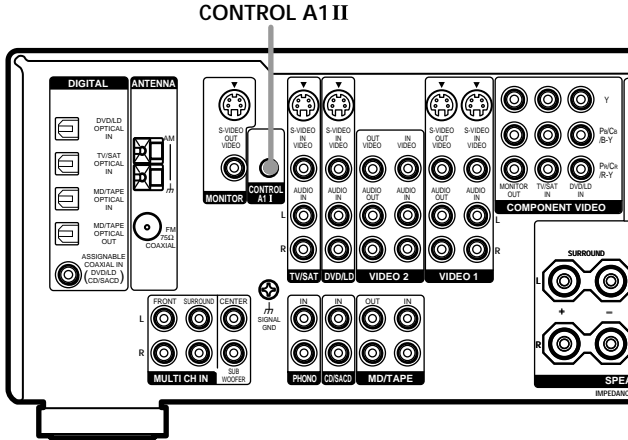 CONTROL A1II
DIGITAL
DVD/LD
OPTICAL
IN
TV/SAT
OPTICAL
IN
MD/TAPE
OPTICAL
IN
MD/TAPE
OPTICAL
OUT
ASSIGNABLE
COAXIAL IN
( DVD/LD
CD/SACD )
ANTENNA
AM
FM
75Ω
COAXIAL
S-VIDEO
OUT
VIDEO
MONITOR
CONTROL
A1 II
S-VIDEO
IN
VIDEO
AUDIO
IN
L
R
TV/SAT
S-VIDEO
IN
VIDEO
AUDIO
IN
DVD/LD
OUT
VIDEO
IN
VIDEO
AUDIO
OUT
AUDIO
IN
VIDEO 2
S-VIDEO
OUT
VIDEO
S-VIDEO
IN
VIDEO
AUDIO
OUT
AUDIO
IN
L
R
VIDEO 1
Y
PB/CB
/B-Y
PR/CR
/R-Y
MONITOR
OUT
TV/SAT
IN
DVD/LD
IN
COMPONENT VIDEO
SURROUND
L
+ –
R
SPEA
IMPEDANC
FRONT SURROUND CENTER
L
R
SUB
WOOFER
MULTI CH IN
SIGNAL
GND
IN
PHONO
IN
CD/SACD
OUT IN
MD/TAPE